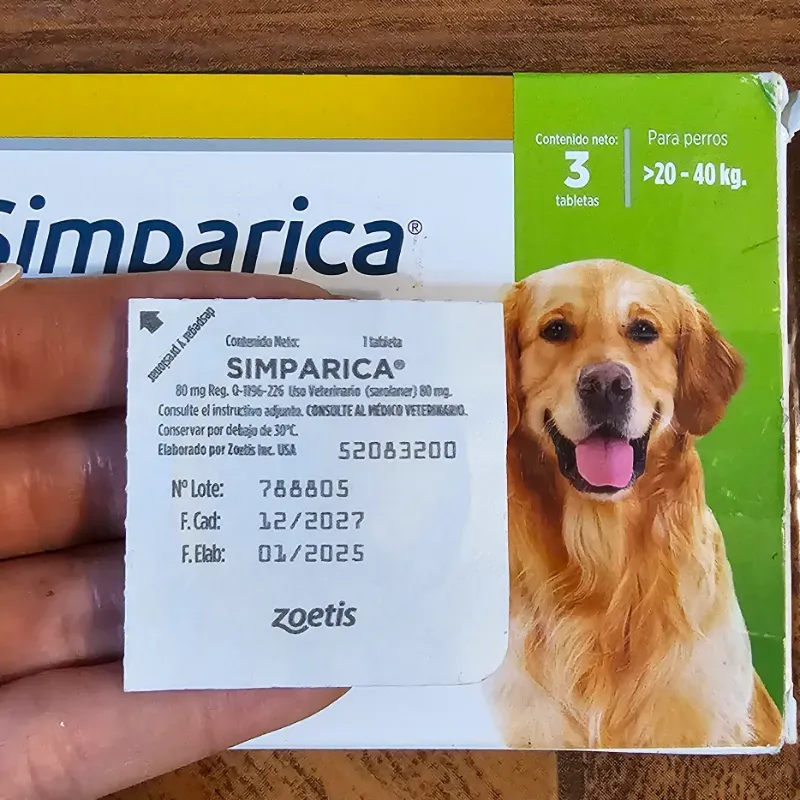 Contenido neto:
3
tabletas
Para perros
>20 - 40 kg.
Simparica®
despegar y presionar
Contenido Neto: 1 tableta
SIMPARICA®
80 mg Reg. Q-1196-226 Uso Veterinario (sarolaner) 80 mg.
Consulte el instructivo adjunto. CONSULTE AL MÉDICO VETERINARIO.
Conservar por debajo de 30°C.
Elaborado por Zoetis Inc. USA 52083200
N° Lote: 788805
F. Cad: 12/2027
F. Elab: 01/2025
zoetis